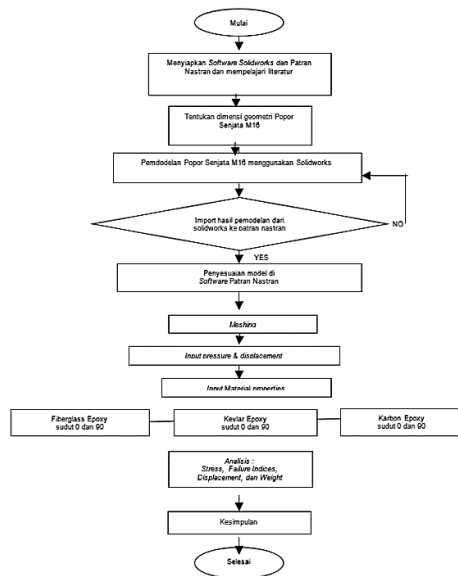 Mulai
Menyiapkan Software Solidworks dan Patran
Nastran dan mempelajari literatur
Tentukan dimensi geometri Popor
Senjata M16
Pemdodelan Popor Senjata M16 menggunakan Solidworks
Import hasil pemodelan dari
solidworks ke patran nastran
NO
YES
Penyesuaian model di
Software Patran Nastran
Meshing
Input pressure & displacement
Input Material properties
Fiberglass Epoxy
sudut 0 dan 90
Kevlar Epoxy
sudut 0 dan 90
Karbon Epoxy
sudut 0 dan 90
Analisis :
Stress, Failure Indices,
Displacement, dan Weight
Kesimpulan
Selesai